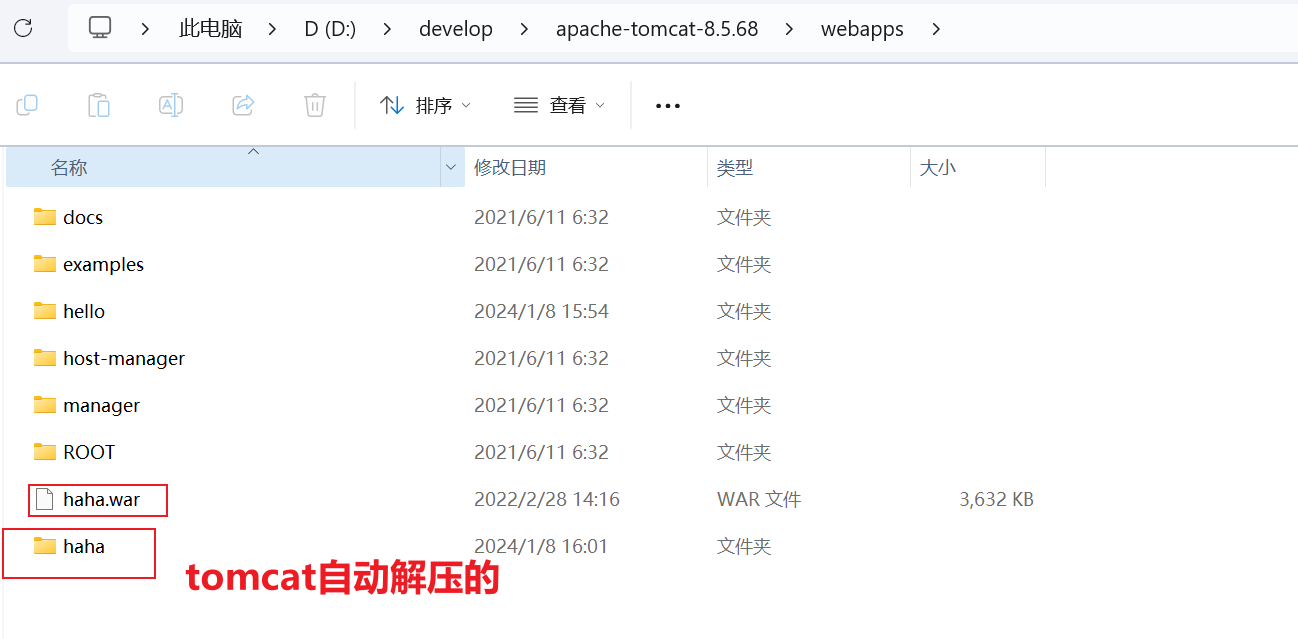 此电脑 D (D:) develop apache-tomcat-8.5.68 webapps
排序 查看
名称 修改日期 类型 大小
docs 2021/6/11 6:32 文件夹
examples 2021/6/11 6:32 文件夹
hello 2024/1/8 15:54 文件夹
host-manager 2021/6/11 6:32 文件夹
manager 2021/6/11 6:32 文件夹
ROOT 2021/6/11 6:32 文件夹
haha.war 2022/2/28 14:16 WAR 文件 3,632 KB
haha 2024/1/8 16:01 文件夹
tomcat自动解压的